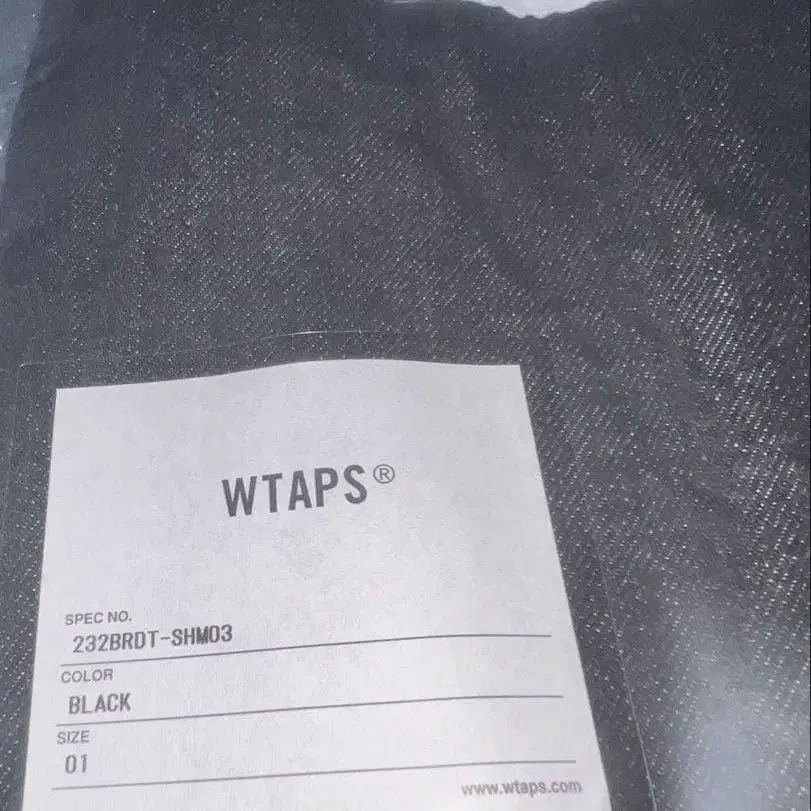 WTAPS®
SPEC NO.
232BRDT-SHM03
COLOR
BLACK
SIZE
01
www.wtaps.com